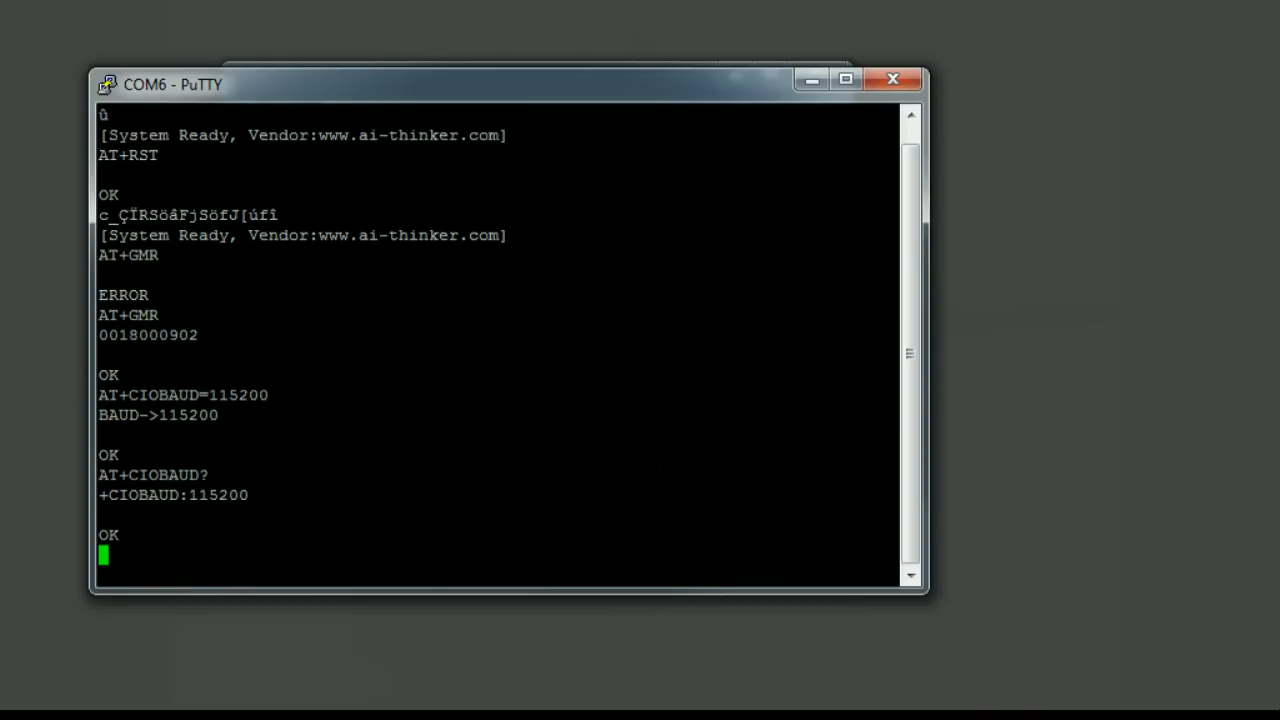 COM6 - PuTTY
û
[System Ready, Vendor:www.ai-thinker.com]
AT+RST
OK
c_ÇÏRSöâFjSöfJ[úfî
[System Ready, Vendor:www.ai-thinker.com]
AT+GMR
ERROR
AT+GMR
0018000902
OK
AT+CIOBAUD=115200
BAUD->115200
OK
AT+CIOBAUD?
+CIOBAUD:115200
OK